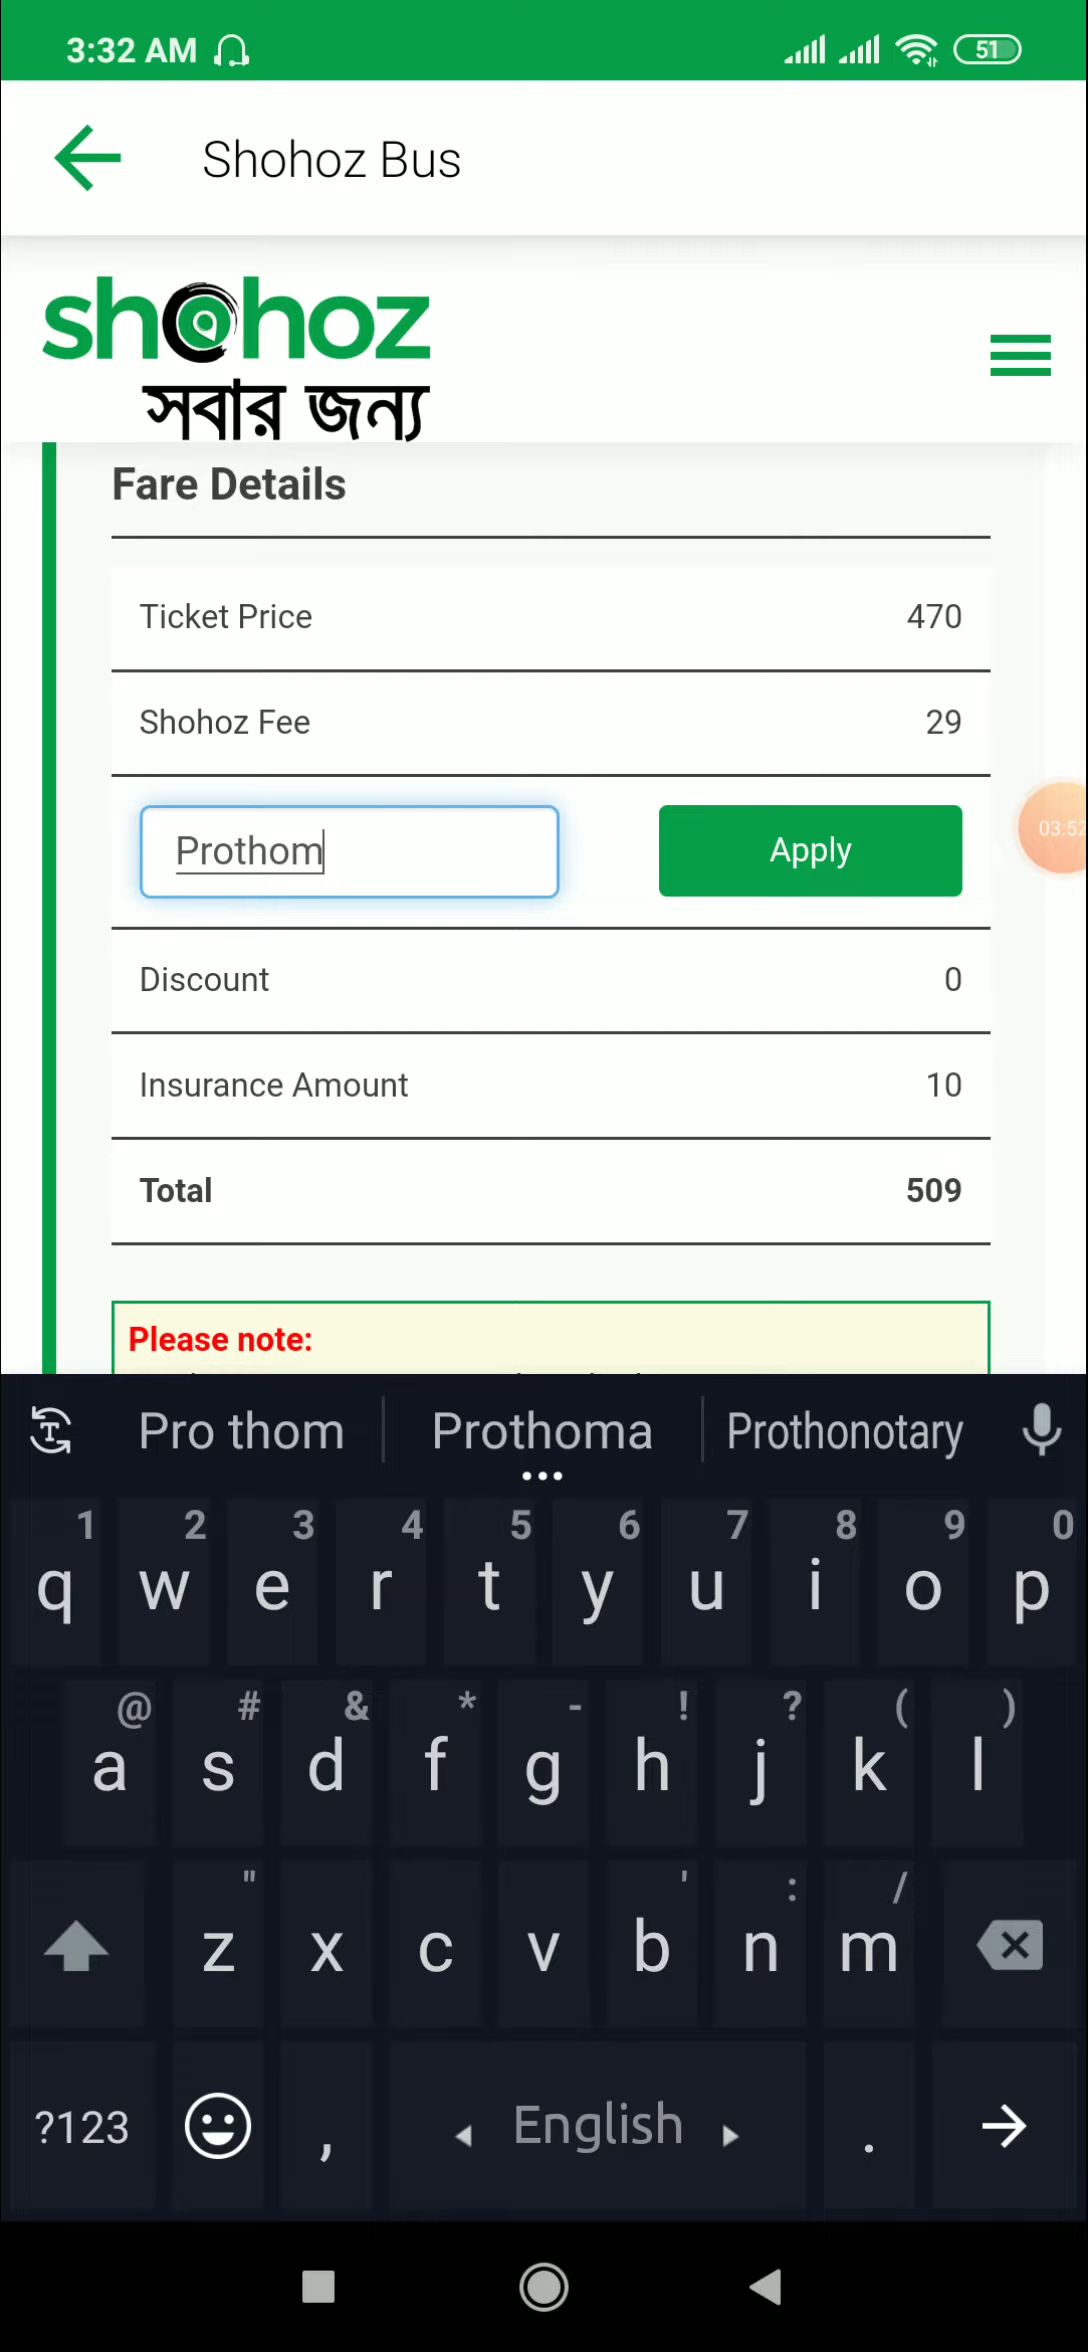 3:32 AM 51
Shohoz Bus
shohoz
সবার জন্য
Fare Details
Ticket Price 470
Shohoz Fee 29
Prothom Apply
03:52
Discount 0
Insurance Amount 10
Total 509
Please note:
Pro thom Prothoma Prothonotary
1 2 3 4 5 6 7 8 9 0
q w e r t y u i o p
@ # & * - ! ? ( )
a s d f g h j k l
" ' : /
z x c v b n m
?123 , English .